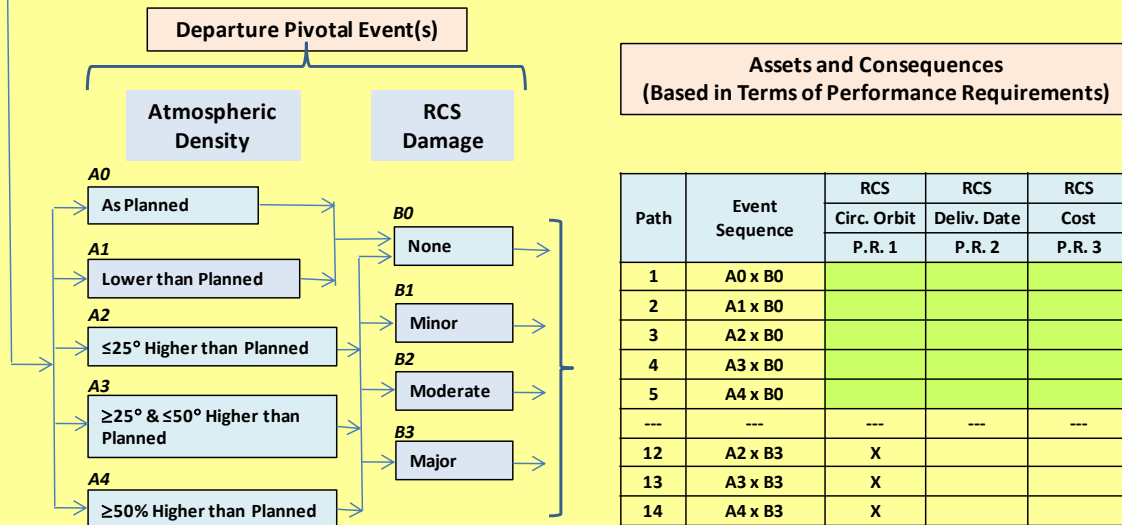 Departure Pivotal Event(s)
Atmospheric
Density
RCS
Damage
A0
As Planned
A1
Lower than Planned
A2
≤25° Higher than Planned
A3
≥25° & ≤50° Higher than
Planned
A4
≥50% Higher than Planned
B0
None
B1
Minor
B2
Moderate
B3
Major
Assets and Consequences
(Based in Terms of Performance Requirements)
Path Event Sequence RCS RCS RCS
Circ. Orbit Deliv. Date Cost
P.R. 1 P.R. 2 P.R. 3
1 A0 x B0
2 A1 x B0
3 A2 x B0
4 A3 x B0
5 A4 x B0
--- --- --- --- ---
12 A2 x B3 X
13 A3 x B3 X
14 A4 x B3 X